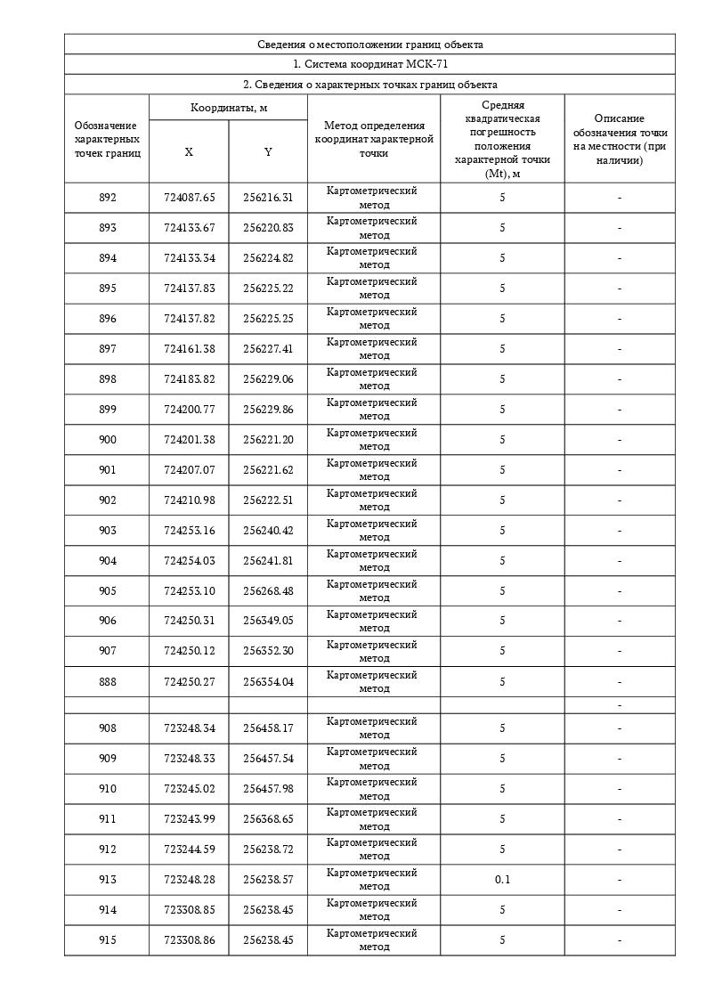 Сведения о местоположении границ объекта
1. Система координат МСК-71
2. Сведения о характерных точках границ объекта
Обозначение характерных точек границ
Координаты, м
X
Y
Метод определения координат характерной точки
Средняя квадратическая погрешность положения характерной точки (Mt), м
Описание обозначения точки на местности (при наличии)
892 724087.65 256216.31 Картометрический метод 5 -
893 724133.67 256220.83 Картометрический метод 5 -
894 724133.34 256224.82 Картометрический метод 5 -
895 724137.83 256225.22 Картометрический метод 5 -
896 724137.82 256225.25 Картометрический метод 5 -
897 724161.38 256227.41 Картометрический метод 5 -
898 724183.82 256229.06 Картометрический метод 5 -
899 724200.77 256229.86 Картометрический метод 5 -
900 724201.38 256221.20 Картометрический метод 5 -
901 724207.07 256221.62 Картометрический метод 5 -
902 724210.98 256222.51 Картометрический метод 5 -
903 724253.16 256240.42 Картометрический метод 5 -
904 724254.03 256241.81 Картометрический метод 5 -
905 724253.10 256268.48 Картометрический метод 5 -
906 724250.31 256349.05 Картометрический метод 5 -
907 724250.12 256352.30 Картометрический метод 5 -
888 724250.27 256354.04 Картометрический метод 5 -
-
908 723248.34 256458.17 Картометрический метод 5 -
909 723248.33 256457.54 Картометрический метод 5 -
910 723245.02 256457.98 Картометрический метод 5 -
911 723243.99 256368.65 Картометрический метод 5 -
912 723244.59 256238.72 Картометрический метод 5 -
913 723248.28 256238.57 Картометрический метод 0.1 -
914 723308.85 256238.45 Картометрический метод 5 -
915 723308.86 256238.45 Картометрический метод 5 -